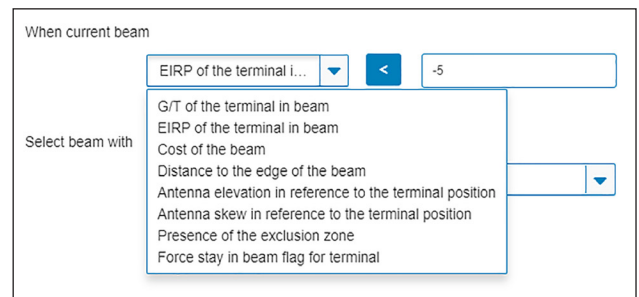 When current beam
EIRP of the terminal i... < -5
G/T of the terminal in beam
EIRP of the terminal in beam
Cost of the beam
Select beam with
Distance to the edge of the beam
Antenna elevation in reference to the terminal position
Antenna skew in reference to the terminal position
Presence of the exclusion zone
Force stay in beam flag for terminal